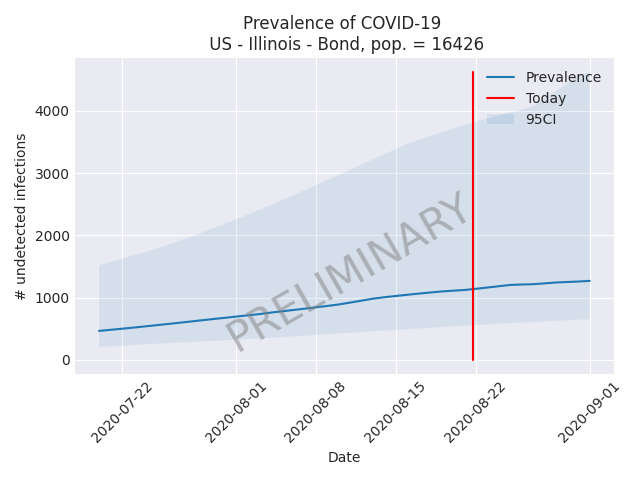 Prevalence of COVID-19
US - Illinois - Bond, pop. = 16426
Prevalence
Today
95CI
# undetected infections
4000
3000
2000
1000
0
PRELIMINARY
2020-07-22
2020-08-01
2020-08-08
2020-08-15
2020-08-22
2020-09-01
Date